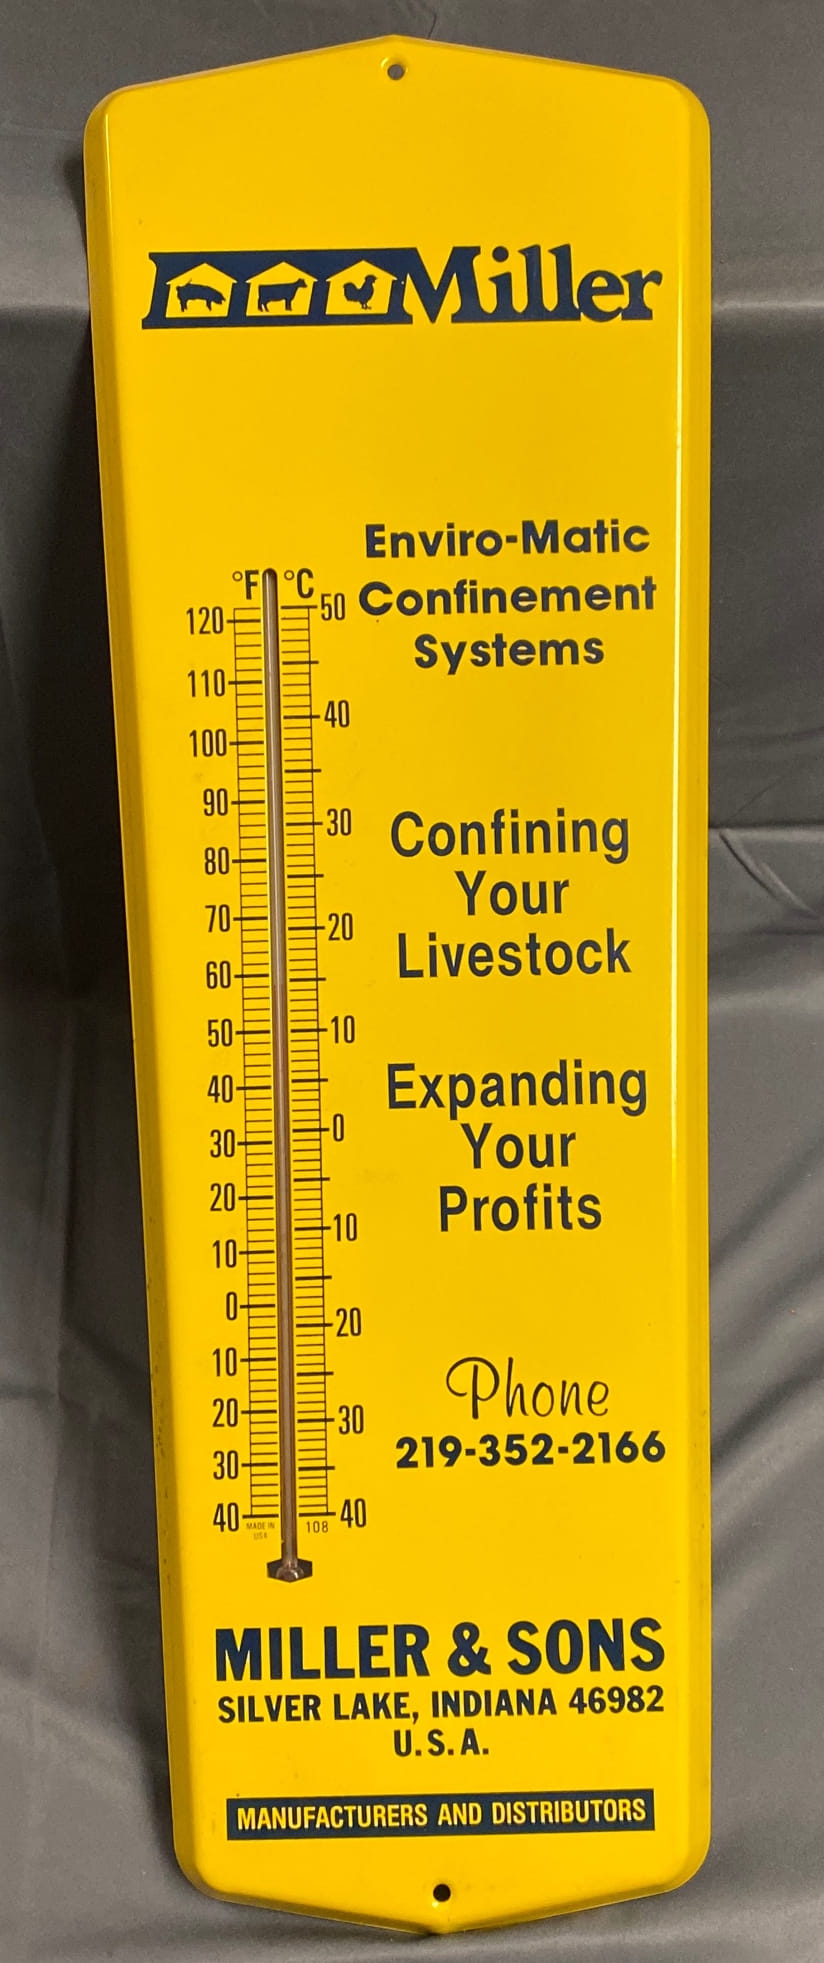 Miller
Enviro-Matic
Confinement
Systems
°F °C
120 50
110
40
100
90
30
80
70
20
60
50 10
40
0
30
20
10
10
0
20
10
20 30
30
40 40
MADE IN
USA
108
Confining
Your
Livestock
Expanding
Your
Profits
Phone
219-352-2166
MILLER & SONS
SILVER LAKE, INDIANA 46982
U.S.A.
MANUFACTURERS AND DISTRIBUTORS